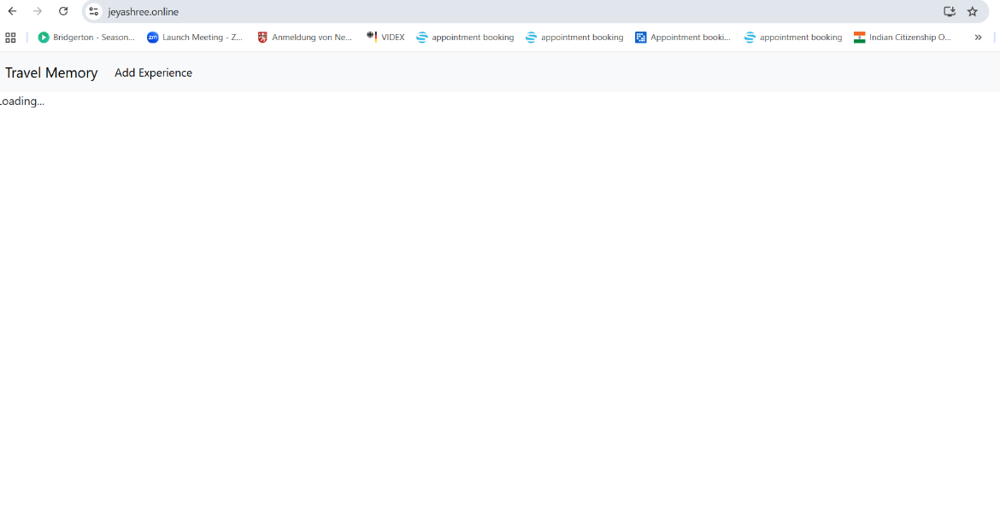 jeyashree.online
Bridgerton - Season... zm Launch Meeting - Z... Anmeldung von Ne... VIDEX appointment booking appointment booking Appointment booki... appointment booking Indian Citizenship O... »
Travel Memory Add Experience
Loading...